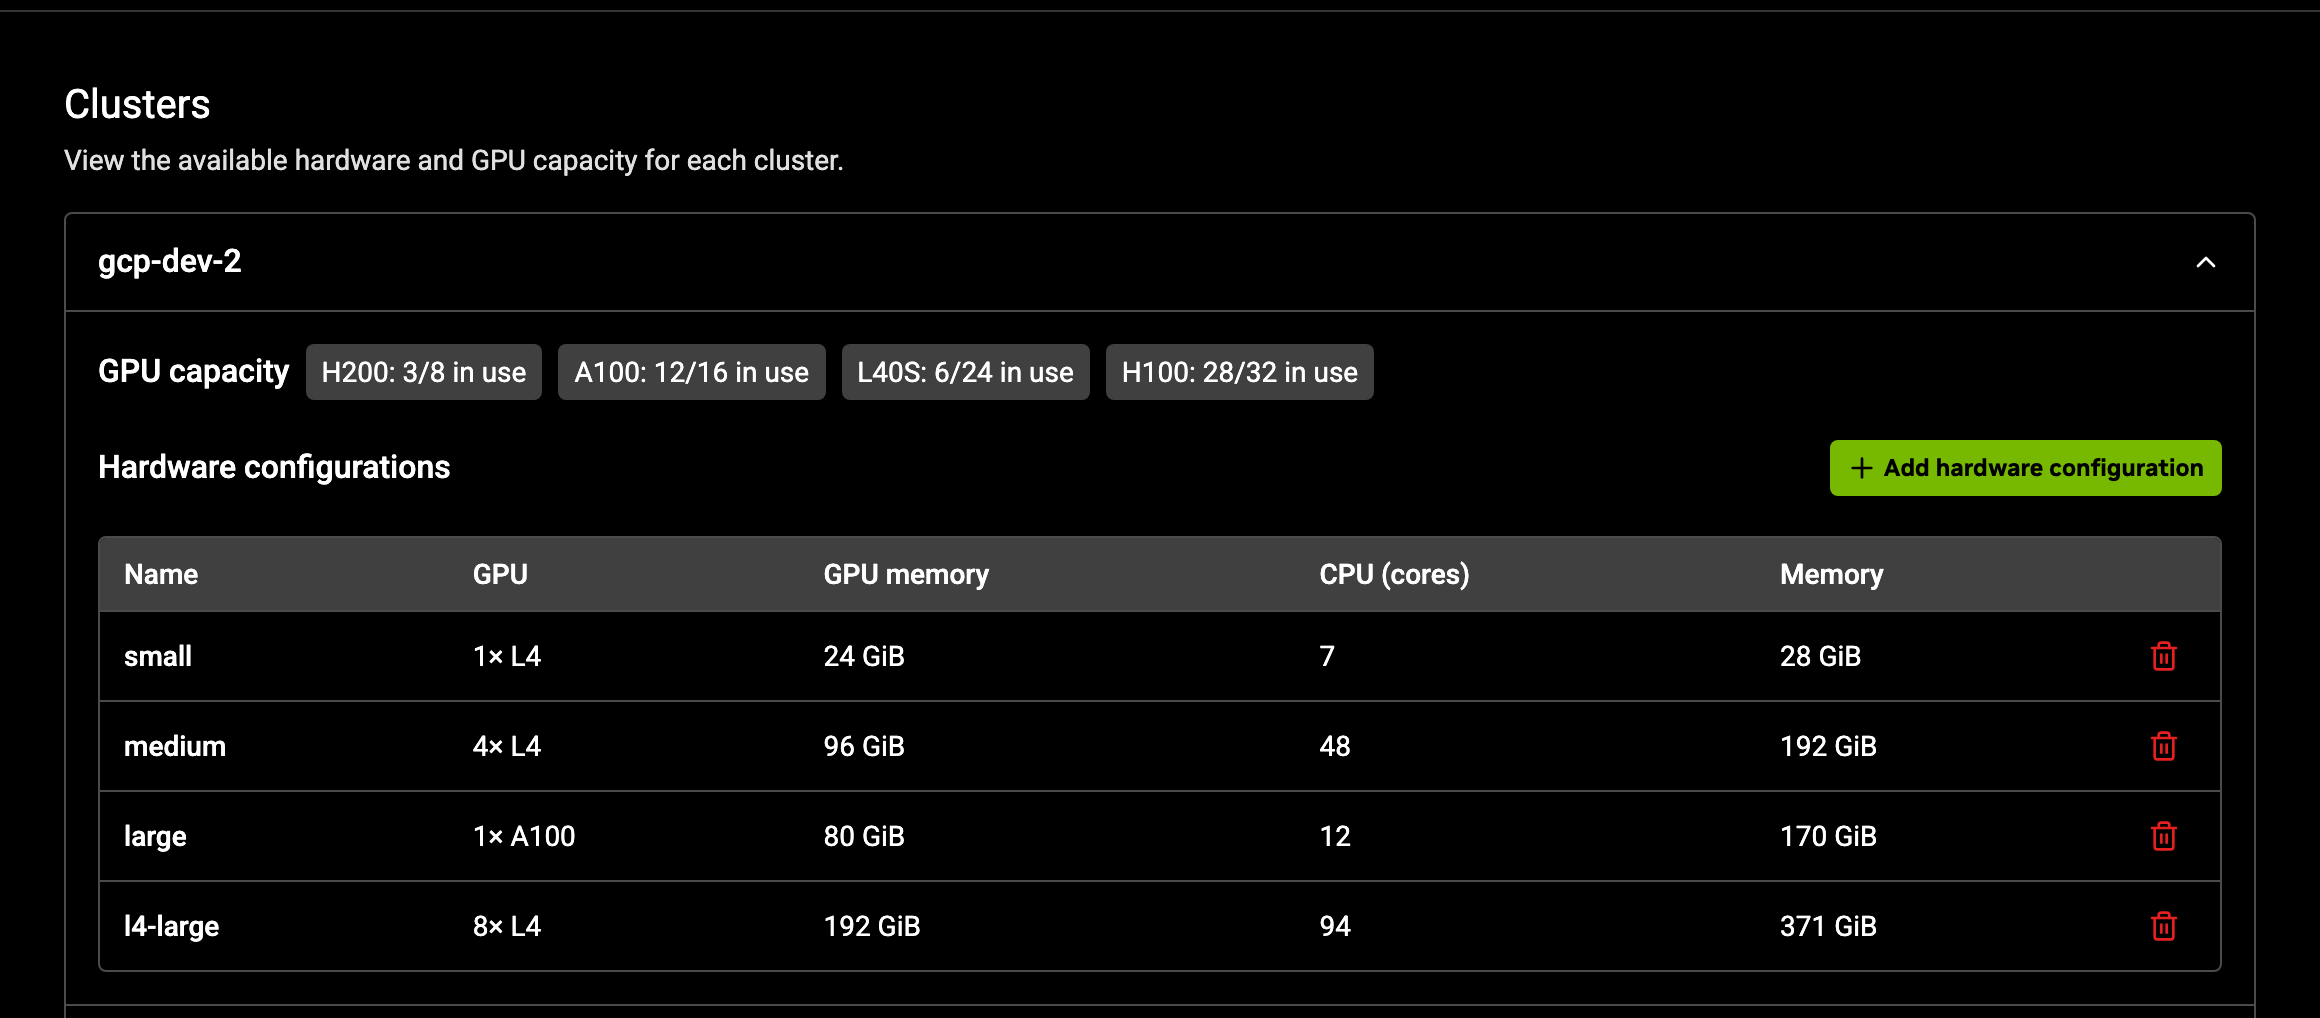 Clusters
View the available hardware and GPU capacity for each cluster.
gcp-dev-2
GPU capacity H200: 3/8 in use A100: 12/16 in use L40S: 6/24 in use H100: 28/32 in use
Hardware configurations + Add hardware configuration
Name GPU GPU memory CPU (cores) Memory
small 1× L4 24 GiB 7 28 GiB
medium 4× L4 96 GiB 48 192 GiB
large 1× A100 80 GiB 12 170 GiB
l4-large 8× L4 192 GiB 94 371 GiB